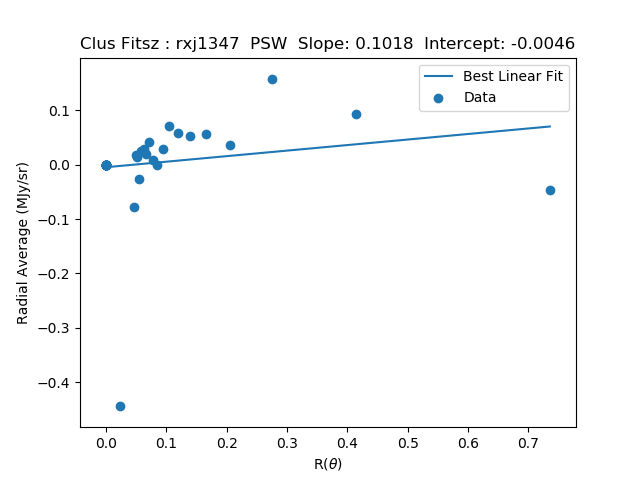 Clus Fitsz : rxj1347  PSW  Slope: 0.1018  Intercept: -0.0046
Best Linear Fit
Data
0.1
0.0
−0.1
−0.2
−0.3
−0.4
Radial Average (MJy/sr)
0.0 0.1 0.2 0.3 0.4 0.5 0.6 0.7
R(θ)